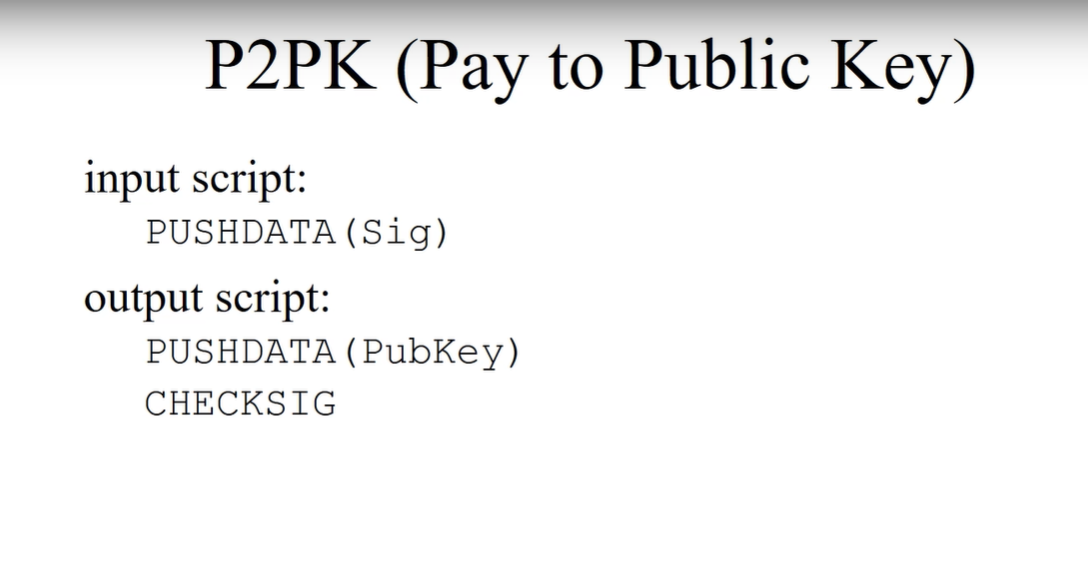 P2PK (Pay to Public Key)
input script:
PUSHDATA(Sig)
output script:
PUSHDATA(PubKey)
CHECKSIG